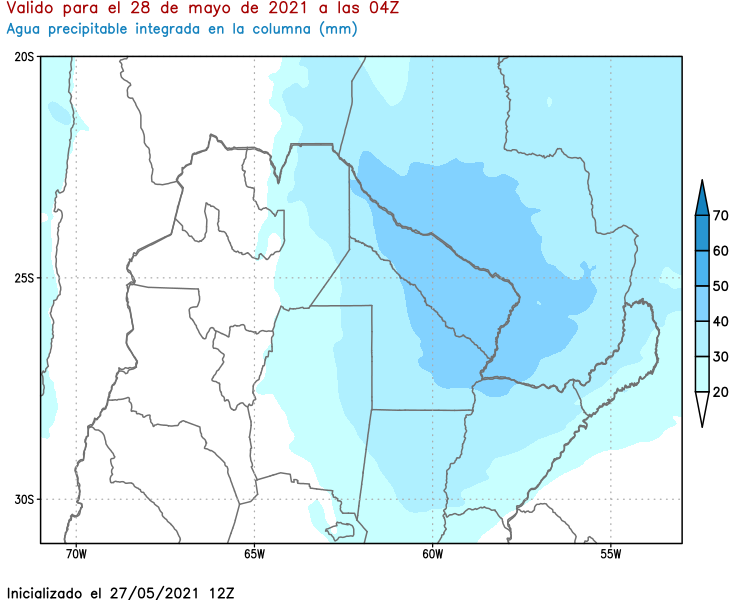 Valido para el 28 de mayo de 2021 a las 04Z
Agua precipitable integrada en la columna (mm)
20S
25S
30S
70W
65W
60W
55W
70
60
50
40
30
20
Inicializado el 27/05/2021 12Z